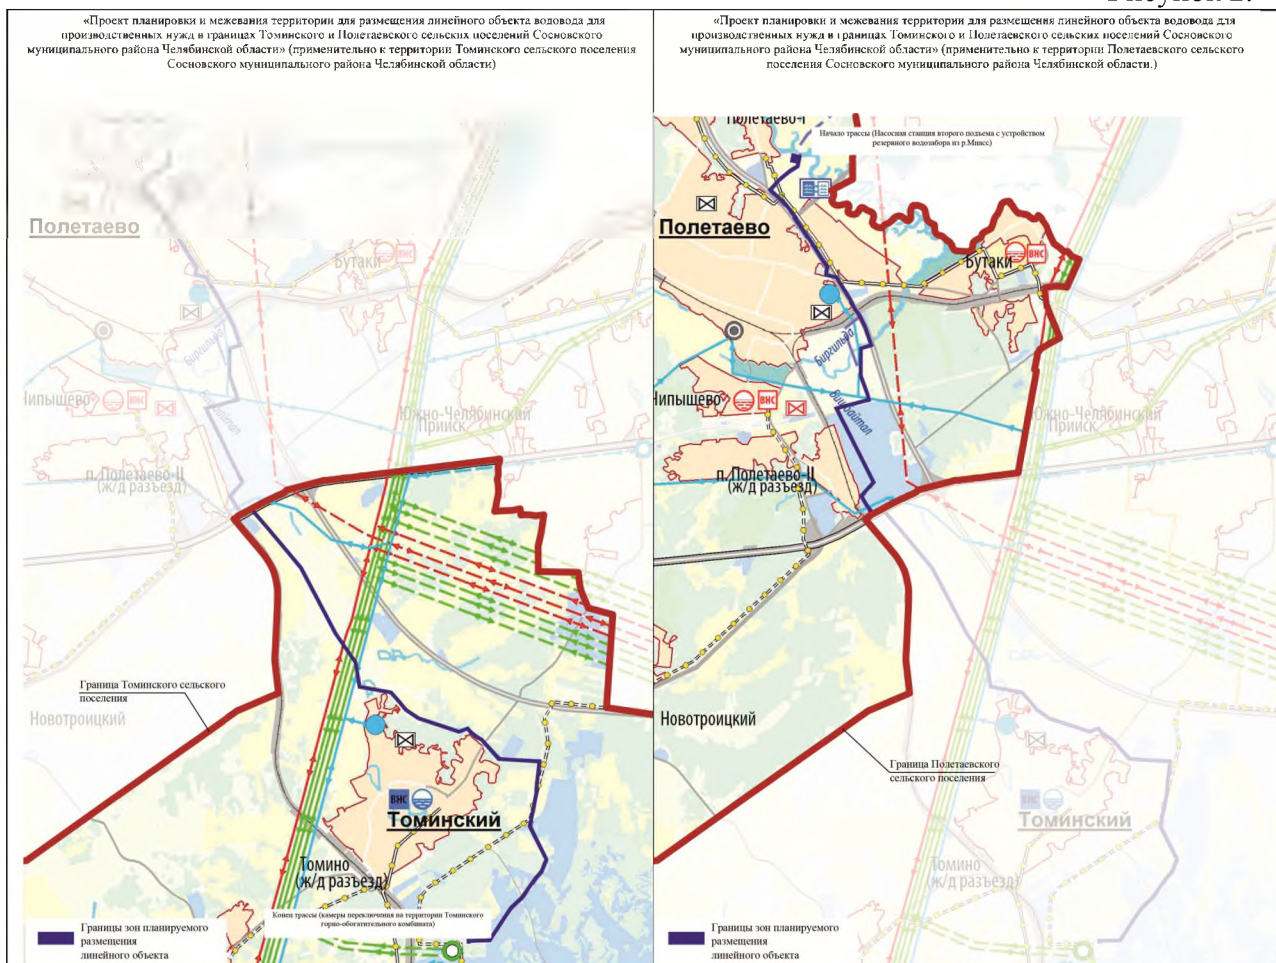 «Проект планировки и межевания территории для размещения линейного объекта водовода для
производственных нужд в границах Томинского и Полетаевского сельских поселений Сосновского
муниципального района Челябинской области» (применительно к территории Томинского сельского поселения
Сосновского муниципального района Челябинской области)
Полетаево
Бутаки
ВНС
Биргильда
Чипышево
ВНС
Южно-Челябинский
Прииск
п. Полетаево-II
(ж/д разъезд)
Граница Томинского сельского
поселения
Новотроицкий
ВНС
Томинский
Томино
(ж/д разъезд)
Конец трассы (камеры переключения на территории Томинского
горно-обогатительного комбината)
Границы зон планируемого
размещения
линейного объекта
«Проект планировки и межевания территории для размещения линейного объекта водовода для
производственных нужд в границах Томинского и Полетаевского сельских поселений Сосновского
муниципального района Челябинской области» (применительно к территории Полетаевского сельского
поселения Сосновского муниципального района Челябинской области.)
Полетаево-I
Начало трассы (Насосная станция второго подъема с устройством
резервного водозабора из р.Миасс)
Полетаево
Бутаки
ВНС
Биргильда
Чипышево
ВНС
Южно-Челябинский
Прииск
п. Полетаево-II
(ж/д разъезд)
Новотроицкий
Граница Полетаевского
сельского поселения
Томинский
Томино
(ж/д разъезд)
Границы зон планируемого
размещения
линейного объекта